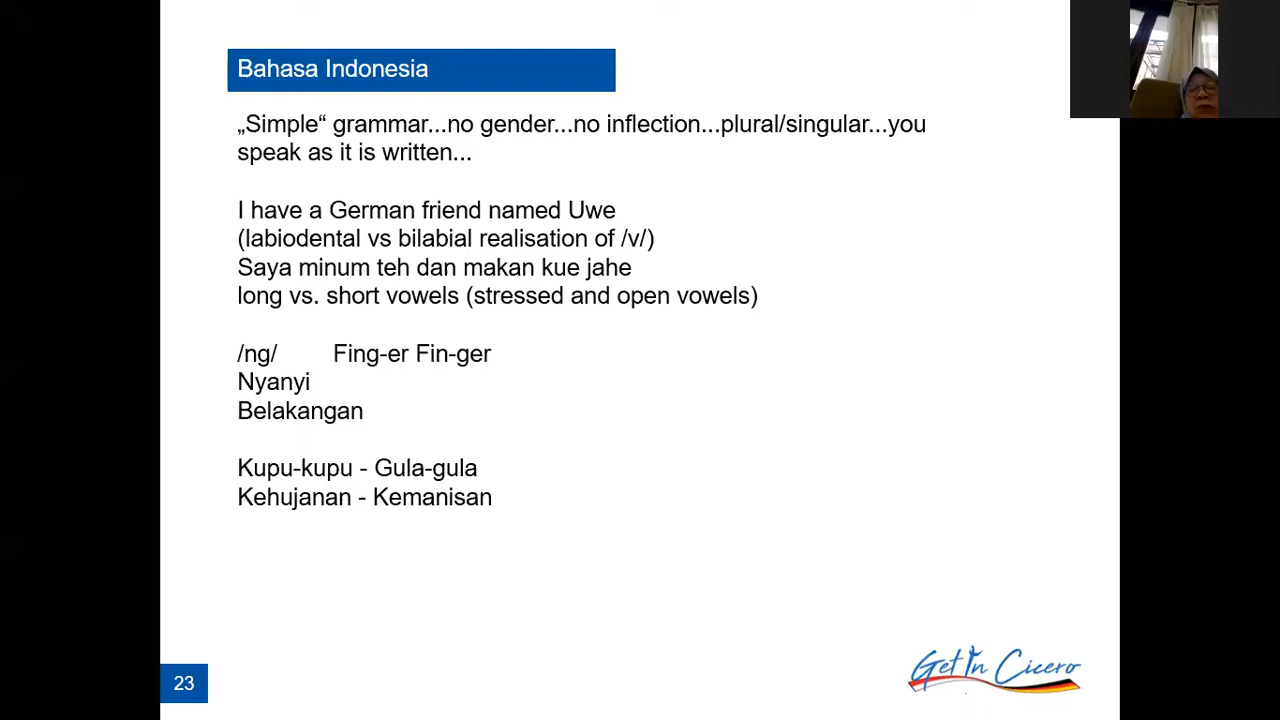 Bahasa Indonesia
„Simple“ grammar...no gender...no inflection...plural/singular...you
speak as it is written...
I have a German friend named Uwe
(labiodental vs bilabial realisation of /v/)
Saya minum teh dan makan kue jahe
long vs. short vowels (stressed and open vowels)
/ng/ Fing-er Fin-ger
Nyanyi
Belakangan
Kupu-kupu - Gula-gula
Kehujanan - Kemanisan
23
Get In Cicero